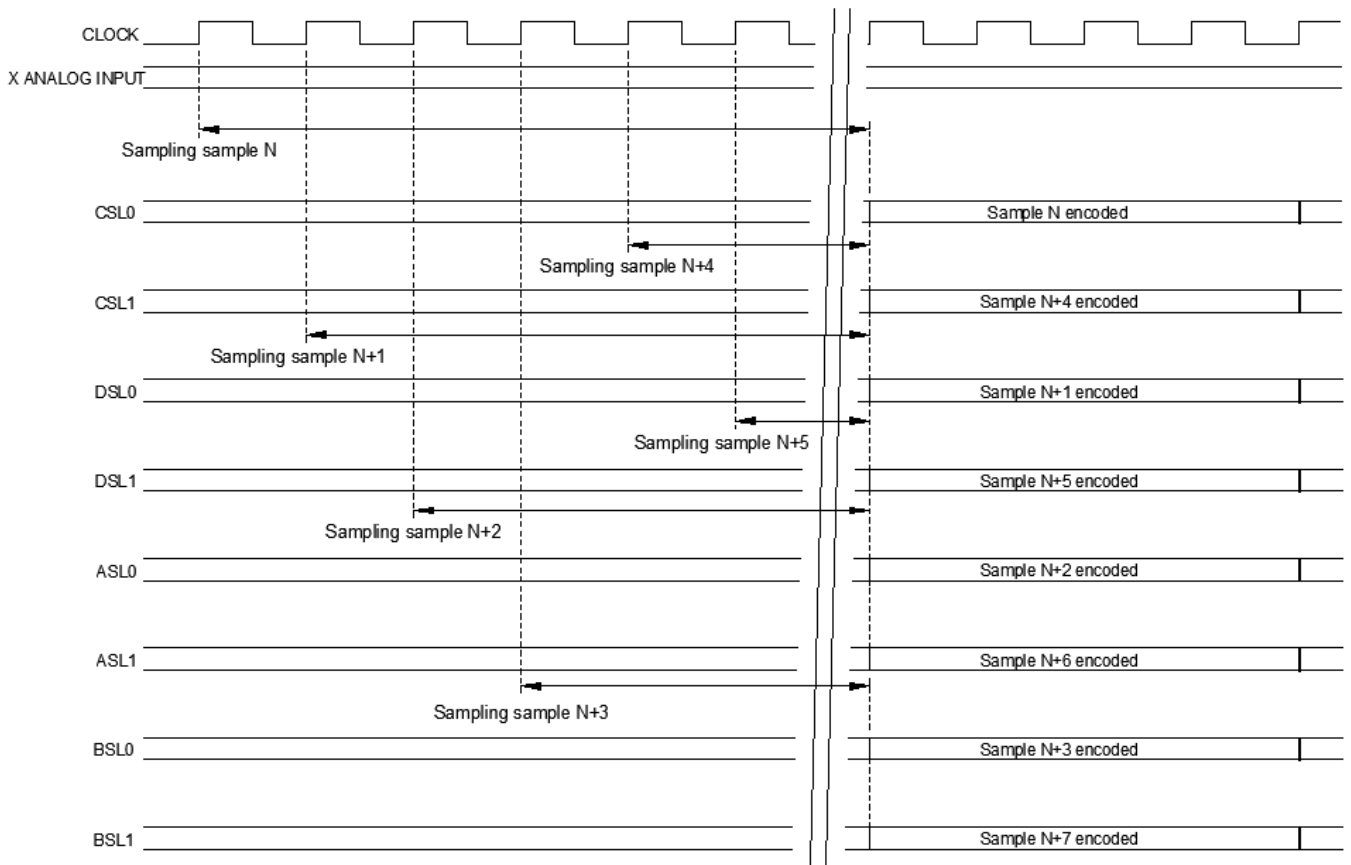 CLOCK
X ANALOG INPUT
Sampling sample N
CSL0
Sample N encoded
Sampling sample N+4
CSL1
Sample N+4 encoded
Sampling sample N+1
DSL0
Sample N+1 encoded
Sampling sample N+5
DSL1
Sample N+5 encoded
Sampling sample N+2
ASL0
Sample N+2 encoded
ASL1
Sample N+6 encoded
Sampling sample N+3
BSL0
Sample N+3 encoded
BSL1
Sample N+7 encoded